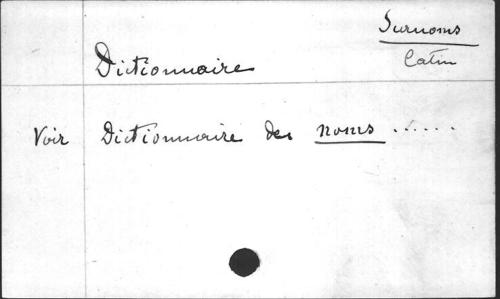 Surnoms
Latin
Dictionnaire
Voir Dictionnaire des noms ......